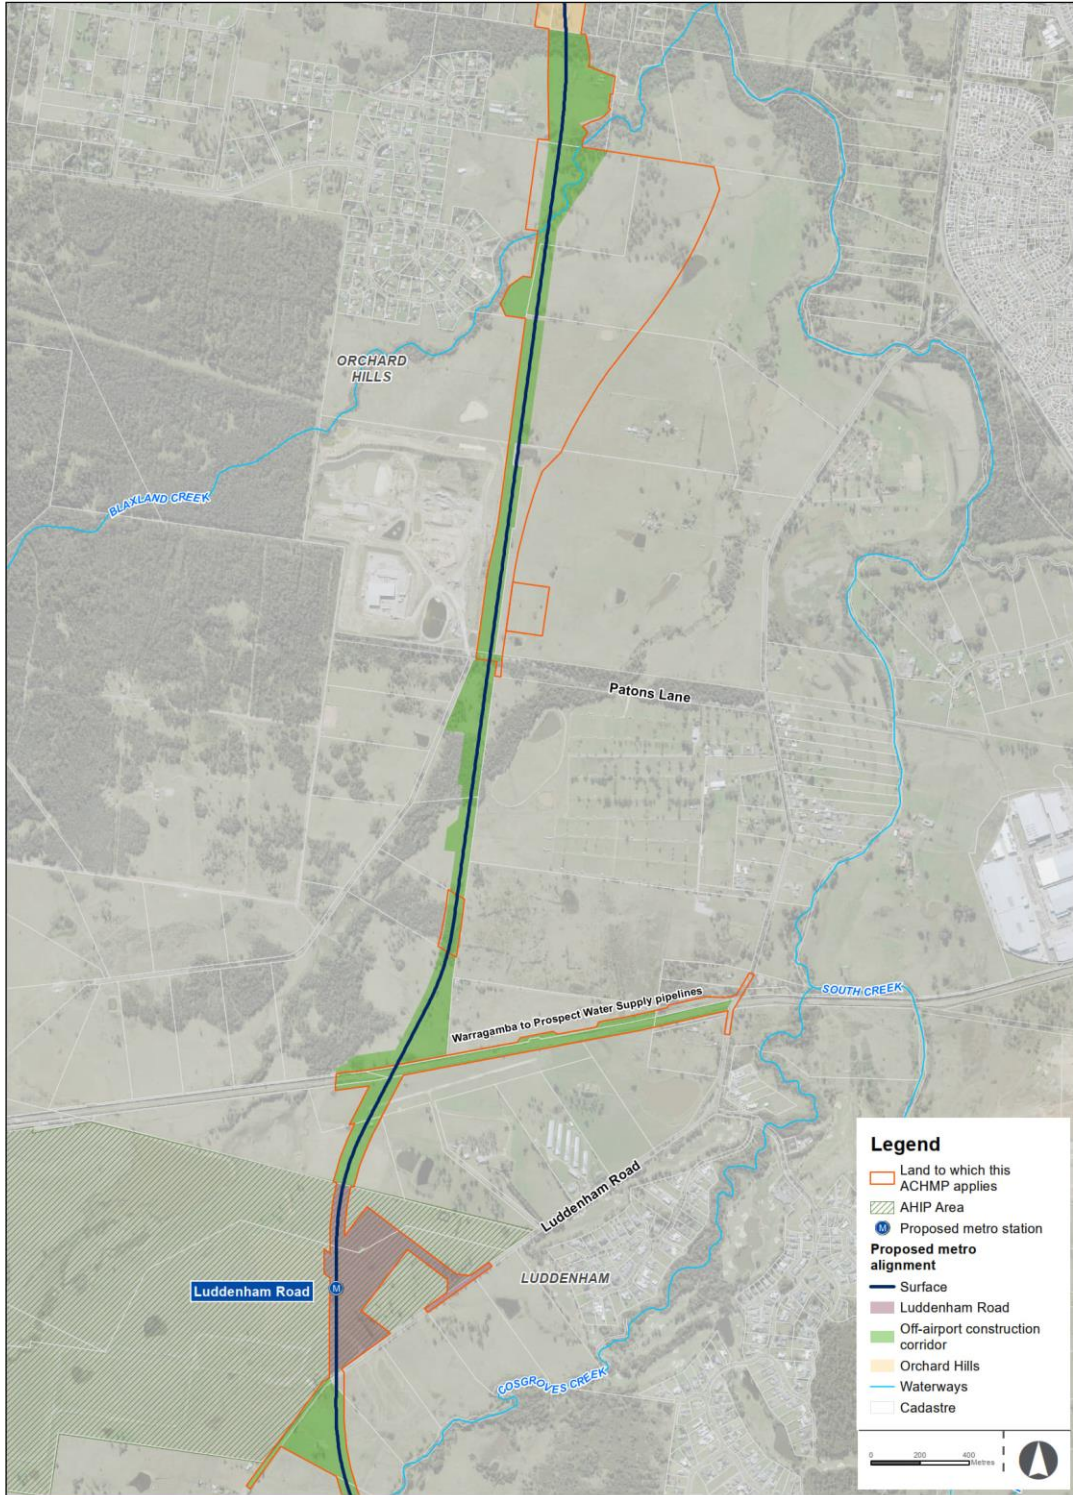 ORCHARD
HILLS
BLAXLAND CREEK
Patons Lane
SOUTH CREEK
Warragamba to Prospect Water Supply pipelines
Luddenham Road
LUDDENHAM
Luddenham Road
M
COSGROVES CREEK
Legend
Land to which this
ACHMP applies
AHIP Area
M Proposed metro station
Proposed metro
alignment
Surface
Luddenham Road
Off-airport construction
corridor
Orchard Hills
Waterways
Cadastre
0 200 400
Metres